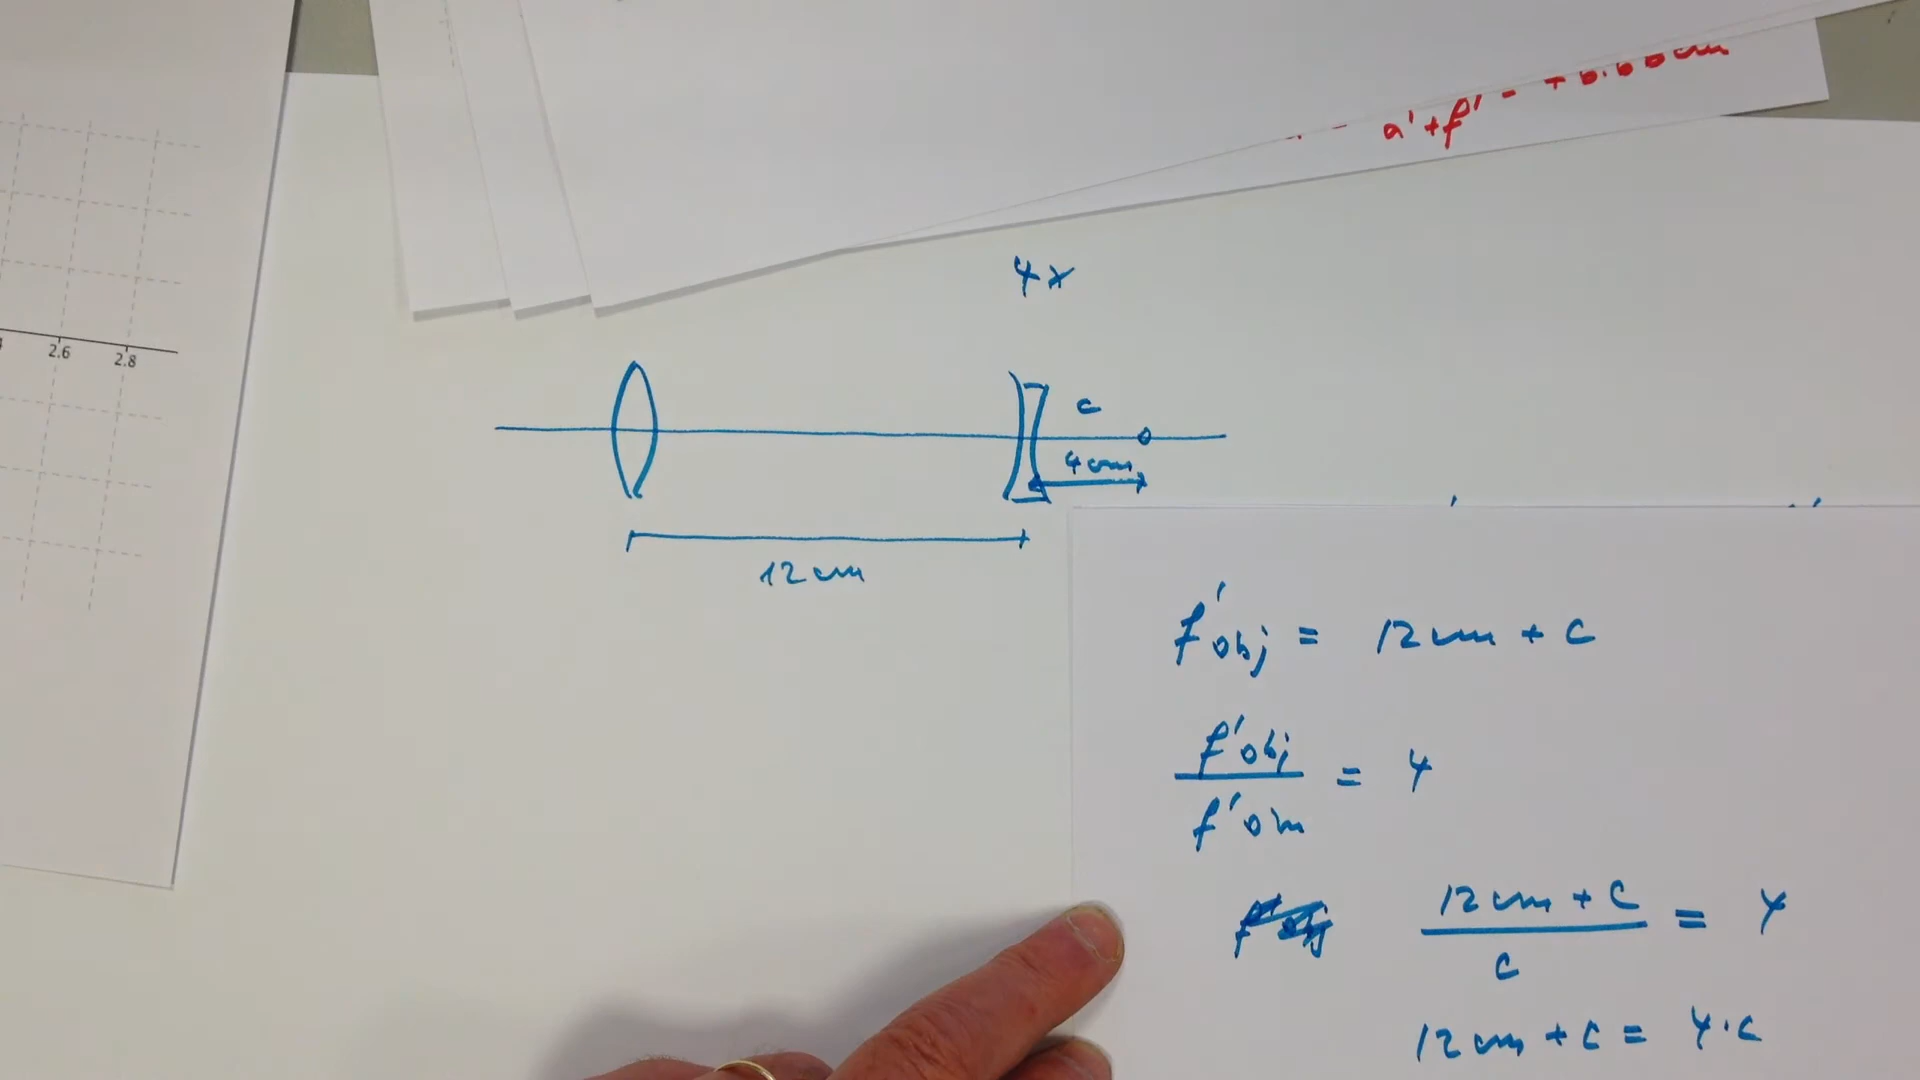 a' + f' =
2.6 2.8
4x
c
4cm
12cm
f'obj = 12cm + c
f'obj
= 4
f'ok
12cm + c
= 4
c
12cm + c = 4·c